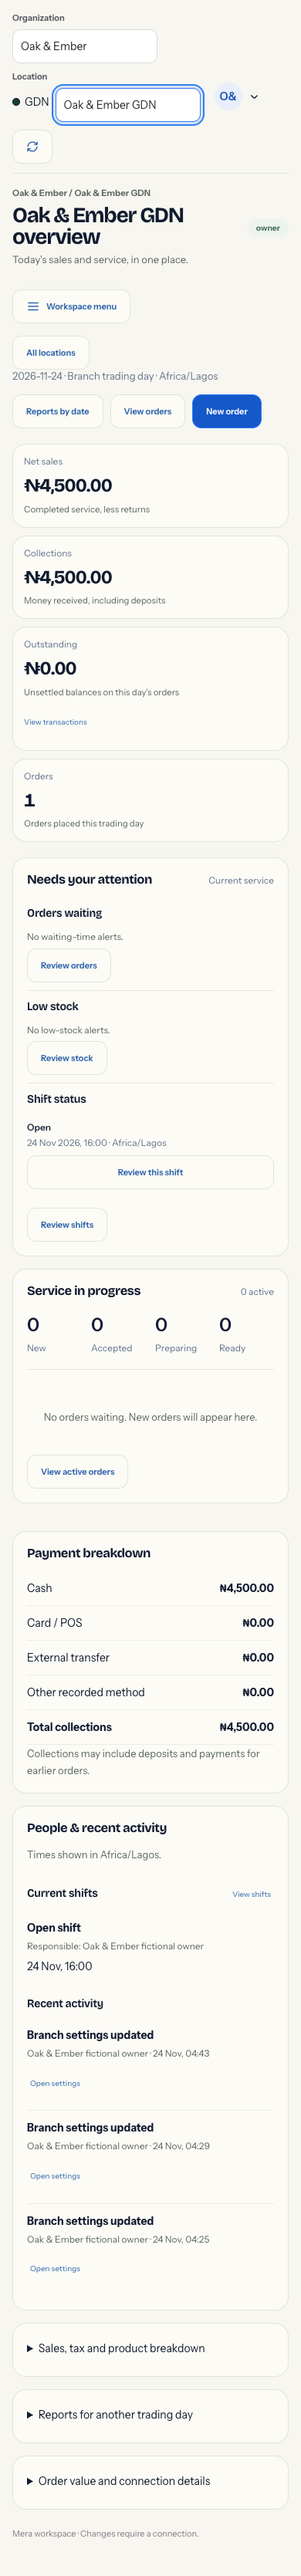 Organization
Oak & Ember
Location
GDN
Oak & Ember GDN
O&
Oak & Ember / Oak & Ember GDN
Oak & Ember GDN
overview
owner
Today's sales and service, in one place.
Workspace menu
All locations
2026-11-24 · Branch trading day · Africa/Lagos
Reports by date
View orders
New order
Net sales
₦4,500.00
Completed service, less returns
Collections
₦4,500.00
Money received, including deposits
Outstanding
₦0.00
Unsettled balances on this day's orders
View transactions
Orders
1
Orders placed this trading day
Needs your attention
Current service
Orders waiting
No waiting-time alerts.
Review orders
Low stock
No low-stock alerts.
Review stock
Shift status
Open
24 Nov 2026, 16:00 · Africa/Lagos
Review this shift
Review shifts
Service in progress
0 active
0 0 0 0
New Accepted Preparing Ready
No orders waiting. New orders will appear here.
View active orders
Payment breakdown
Cash ₦4,500.00
Card / POS ₦0.00
External transfer ₦0.00
Other recorded method ₦0.00
Total collections ₦4,500.00
Collections may include deposits and payments for
earlier orders.
People & recent activity
Times shown in Africa/Lagos.
Current shifts
View shifts
Open shift
Responsible: Oak & Ember fictional owner
24 Nov, 16:00
Recent activity
Branch settings updated
Oak & Ember fictional owner · 24 Nov, 04:43
Open settings
Branch settings updated
Oak & Ember fictional owner · 24 Nov, 04:29
Open settings
Branch settings updated
Oak & Ember fictional owner · 24 Nov, 04:25
Open settings
Sales, tax and product breakdown
Reports for another trading day
Order value and connection details
Mera workspace · Changes require a connection.